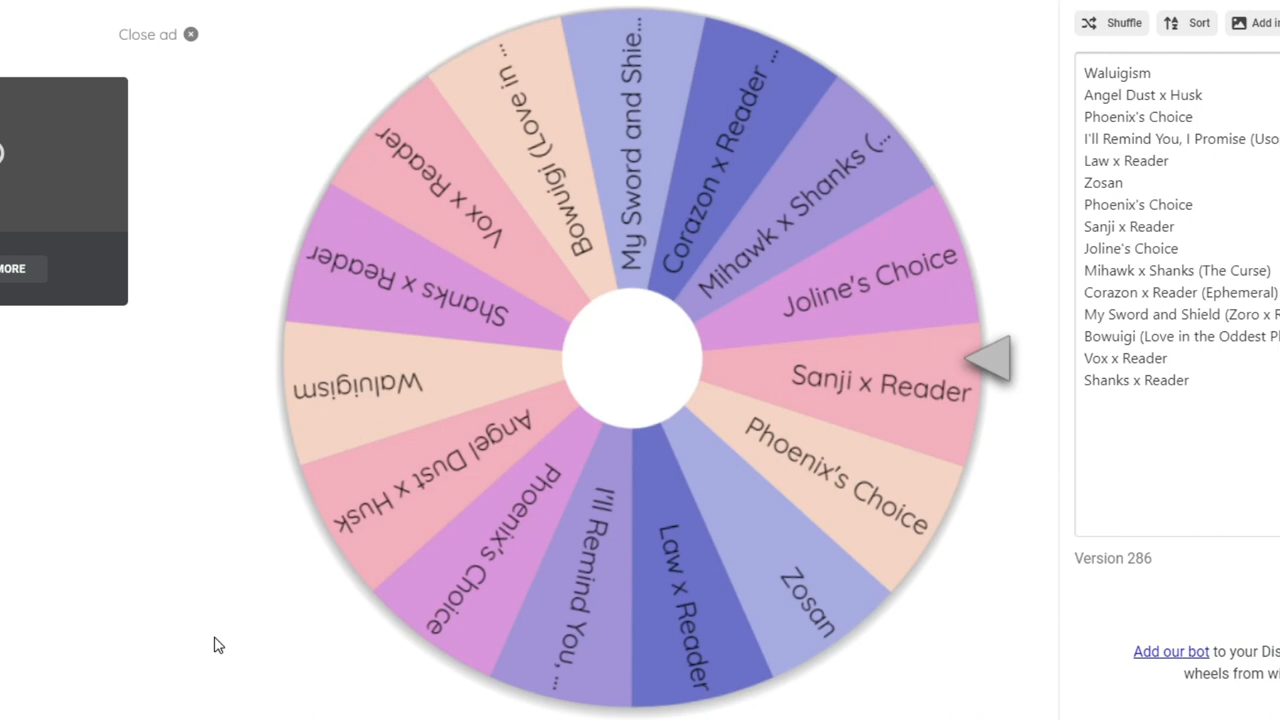 Close ad
MORE
My Sword and Shie...
Corazon x Reader ...
Mihawk x Shanks (...
Joline's Choice
Sanji x Reader
Phoenix's Choice
Zosan
Law x Reader
I'll Remind You, ...
Phoenix's Choice
Angel Dust x Husk
Waluigism
Shanks x Reader
Vox x Reader
Bowuigi (Love in ...
Shuffle
Sort
Add i
Waluigism
Angel Dust x Husk
Phoenix's Choice
I'll Remind You, I Promise (Uso
Law x Reader
Zosan
Phoenix's Choice
Sanji x Reader
Joline's Choice
Mihawk x Shanks (The Curse)
Corazon x Reader (Ephemeral)
My Sword and Shield (Zoro x R
Bowuigi (Love in the Oddest Pl
Vox x Reader
Shanks x Reader
Version 286
Add our bot to your Dis
wheels from wi